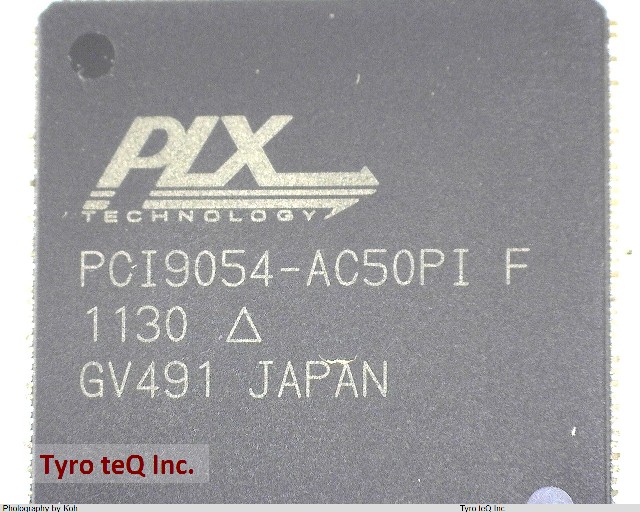 PLX
TECHNOLOGY
PCI9054-AC50PI F
1130 △
GV491 JAPAN
Tyro teQ Inc.
Photography by Koh
Tyro teQ Inc